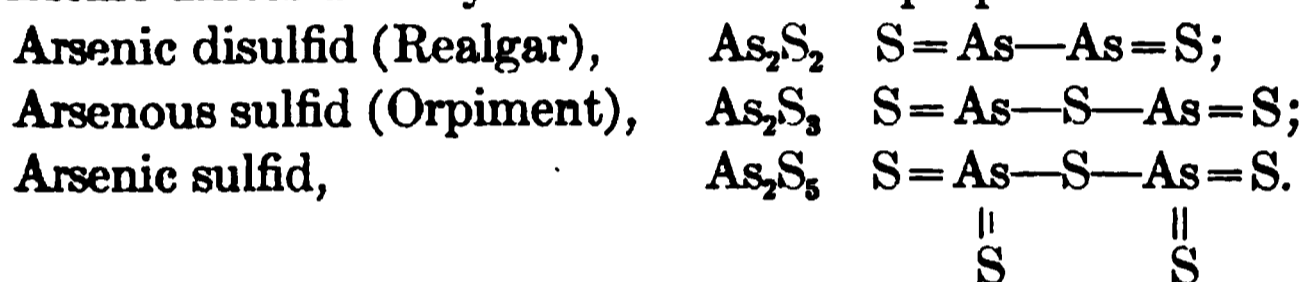 Arsenic disulfid (Realgar), As₂S₂ S=As—As=S;
Arsenous sulfid (Orpiment), As₂S₃ S=As—S—As=S;
Arsenic sulfid, As₂S₅ S=As—S—As=S.
|| ||
S S